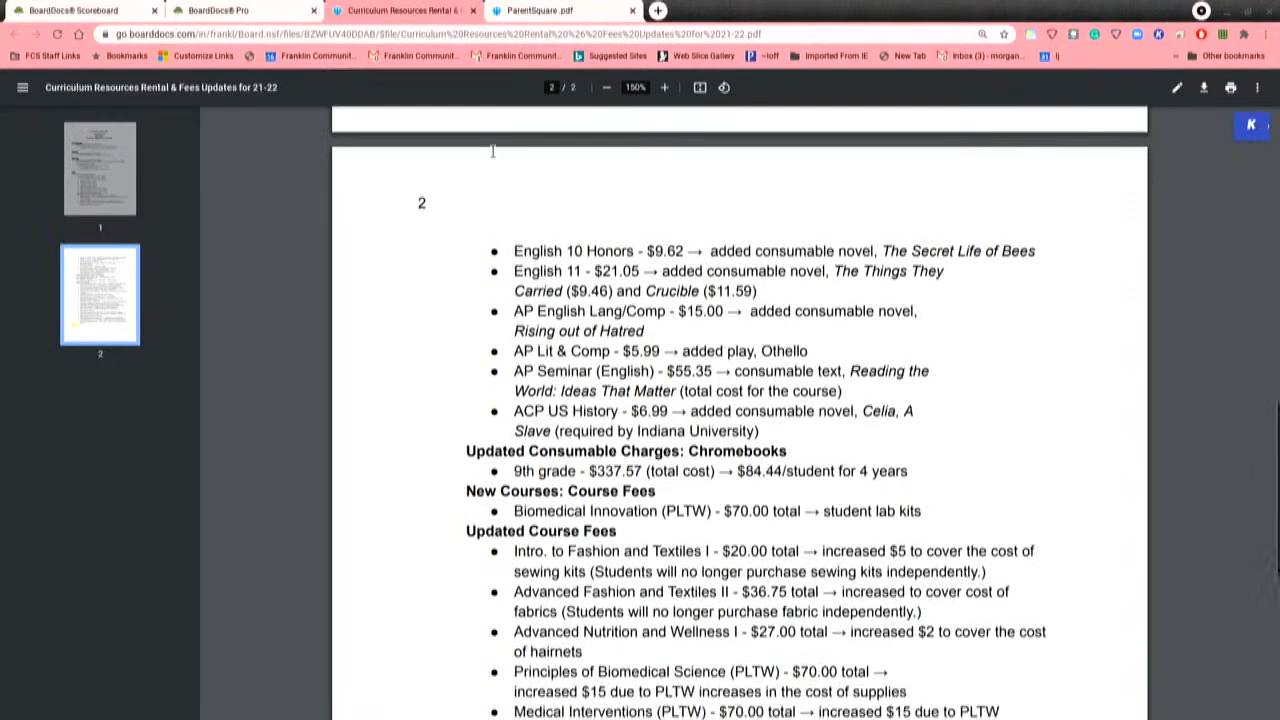 BoardDocs® Scoreboard
BoardDocs® Pro
Curriculum Resources Rental &
ParentSquare .pdf
go.boarddocs.com/in/frankl/Board.nsf/files/BZWFUV40DDAB/$file/Curriculum%20Resources%20Rental%20%26%20Fees%20Updates%20for%2021-22.pdf
FCS Staff Links
Bookmarks
Customize Links
Franklin Communit...
Franklin Communit...
Franklin Communit...
Suggested Sites
Web Slice Gallery
~loff
Imported From IE
New Tab
Inbox (3) - morgan...
lj
Other bookmarks
Curriculum Resources Rental & Fees Updates for 21-22
2 / 2
150%
K
1
2
2
• English 10 Honors - $9.62 → added consumable novel, The Secret Life of Bees
• English 11 - $21.05 → added consumable novel, The Things They
Carried ($9.46) and Crucible ($11.59)
• AP English Lang/Comp - $15.00 → added consumable novel,
Rising out of Hatred
• AP Lit & Comp - $5.99 → added play, Othello
• AP Seminar (English) - $55.35 → consumable text, Reading the
World: Ideas That Matter (total cost for the course)
• ACP US History - $6.99 → added consumable novel, Celia, A
Slave (required by Indiana University)
Updated Consumable Charges: Chromebooks
• 9th grade - $337.57 (total cost) → $84.44/student for 4 years
New Courses: Course Fees
• Biomedical Innovation (PLTW) - $70.00 total → student lab kits
Updated Course Fees
• Intro. to Fashion and Textiles I - $20.00 total → increased $5 to cover the cost of
sewing kits (Students will no longer purchase sewing kits independently.)
• Advanced Fashion and Textiles II - $36.75 total → increased to cover cost of
fabrics (Students will no longer purchase fabric independently.)
• Advanced Nutrition and Wellness I - $27.00 total → increased $2 to cover the cost
of hairnets
• Principles of Biomedical Science (PLTW) - $70.00 total →
increased $15 due to PLTW increases in the cost of supplies
• Medical Interventions (PLTW) - $70.00 total → increased $15 due to PLTW